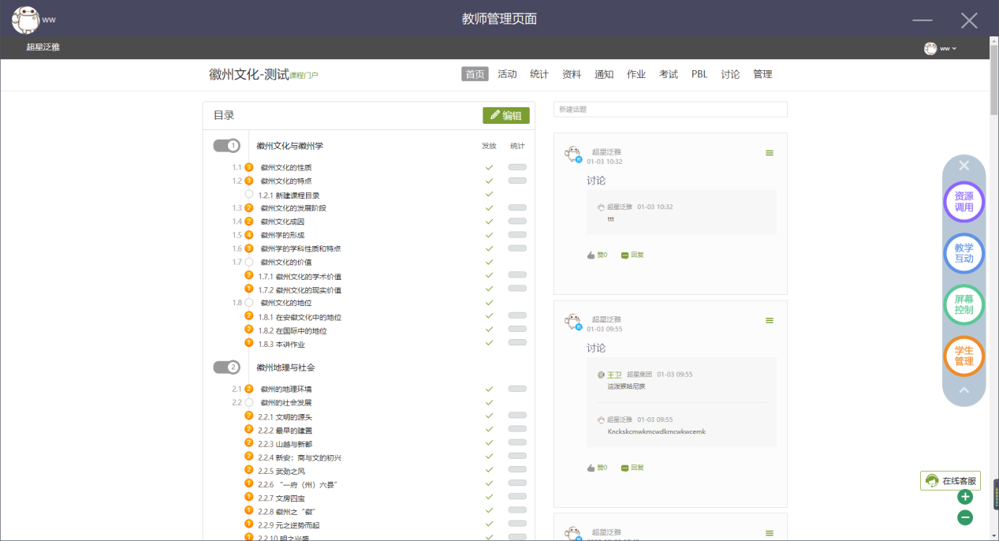 ww
教师管理页面
超星泛雅
ww
徽州文化-测试 课程门户
首页 活动 统计 资料 通知 作业 考试 PBL 讨论 管理
目录
编辑
1 徽州文化与徽州学 发放 统计
1.1 3 徽州文化的性质
1.2 3 徽州文化的特点
1.2.1 新建课程目录
1.3 2 徽州文化的发展阶段
1.4 2 徽州文化成因
1.5 4 徽州学的形成
1.6 3 徽州学的学科性质和特点
1.7 徽州文化的价值
2 1.7.1 徽州文化的学术价值
1 1.7.2 徽州文化的现实价值
1.8 徽州文化的地位
2 1.8.1 在安徽文化中的地位
2 1.8.2 在国际中的地位
1 1.8.3 本讲作业
2 徽州地理与社会
2.1 2 徽州的地理环境
2.2 徽州的社会发展
2 2.2.1 文明的源头
2 2.2.2 最早的建置
2 2.2.3 山越与新都
2 2.2.4 新安：商与文的初兴
2 2.2.5 武劲之风
1 2.2.6 “一府（州）六县”
1 2.2.7 文房四宝
1 2.2.8 徽州之“徽”
1 2.2.9 元之逆势而起
1 2.2.10 明之兴盛
新建话题
超星泛雅
01-03 10:32
讨论
超星泛雅 01-03 10:32
ttt
赞0 回复
超星泛雅
01-03 09:55
讨论
王卫 超星集团 01-03 09:55
这泼猴哈尼族
超星泛雅 01-03 09:55
Knckskcmwkmcwdkmcwkwcemk
赞0 回复
超星泛雅
资源
调用
教学
互动
屏幕
控制
学生
管理
在线客服